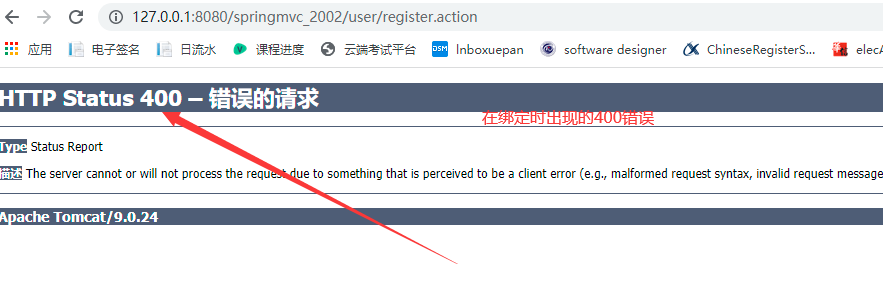 127.0.0.1:8080/springmvc_2002/user/register.action
应用 电子签名 日流水 课程进度 云端考试平台 DSM lnboxuepan software designer ChineseRegisterS... elecA
HTTP Status 400 – 错误的请求
在绑定时出现的400错误
Type Status Report
描述 The server cannot or will not process the request due to something that is perceived to be a client error (e.g., malformed request syntax, invalid request message
Apache Tomcat/9.0.24